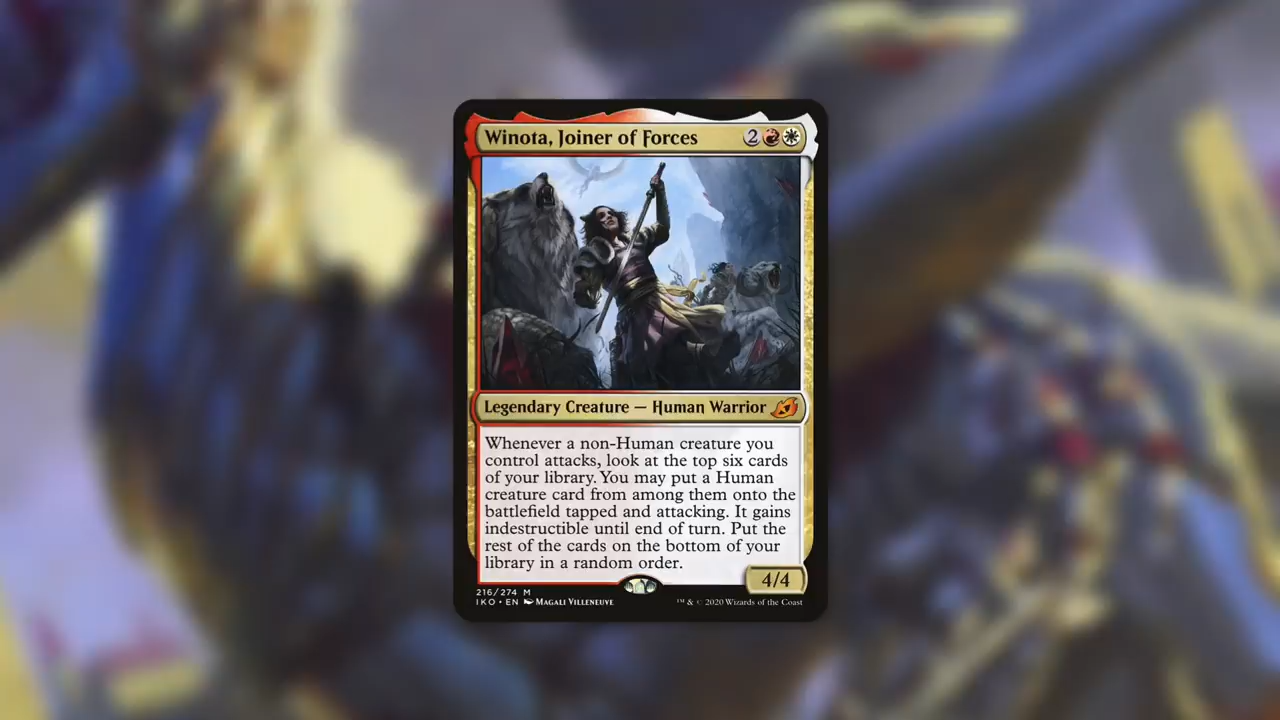 Winota, Joiner of Forces 2
Legendary Creature — Human Warrior
Whenever a non-Human creature you
control attacks, look at the top six cards
of your library. You may put a Human
creature card from among them onto the
battlefield tapped and attacking. It gains
indestructible until end of turn. Put the
rest of the cards on the bottom of your
library in a random order.
4/4
216/274 M
IKO • EN Magali Villeneuve ™ & © 2020 Wizards of the Coast